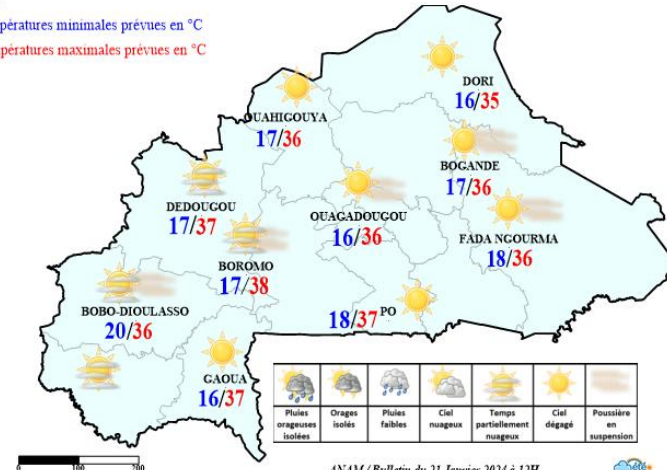 pératures minimales prévues en °C
pératures maximales prévues en °C
DORI
16/35
OUAHIGOUYA
17/36
BOGANDE
17/36
DEDOUGOU
17/37
OUAGADOUGOU
16/36
FADA NGOURMA
18/36
BOROMO
17/38
BOBO-DIOULASSO
20/36
PO
18/37
GAOUA
16/37
Pluies orageuses isolées
Orages isolés
Pluies faibles
Ciel nuageux
Temps partiellement nuageux
Ciel dégagé
Poussière en suspension
0 100 200
ANAM / Bulletin du 21 Janvier 2024 à 12H